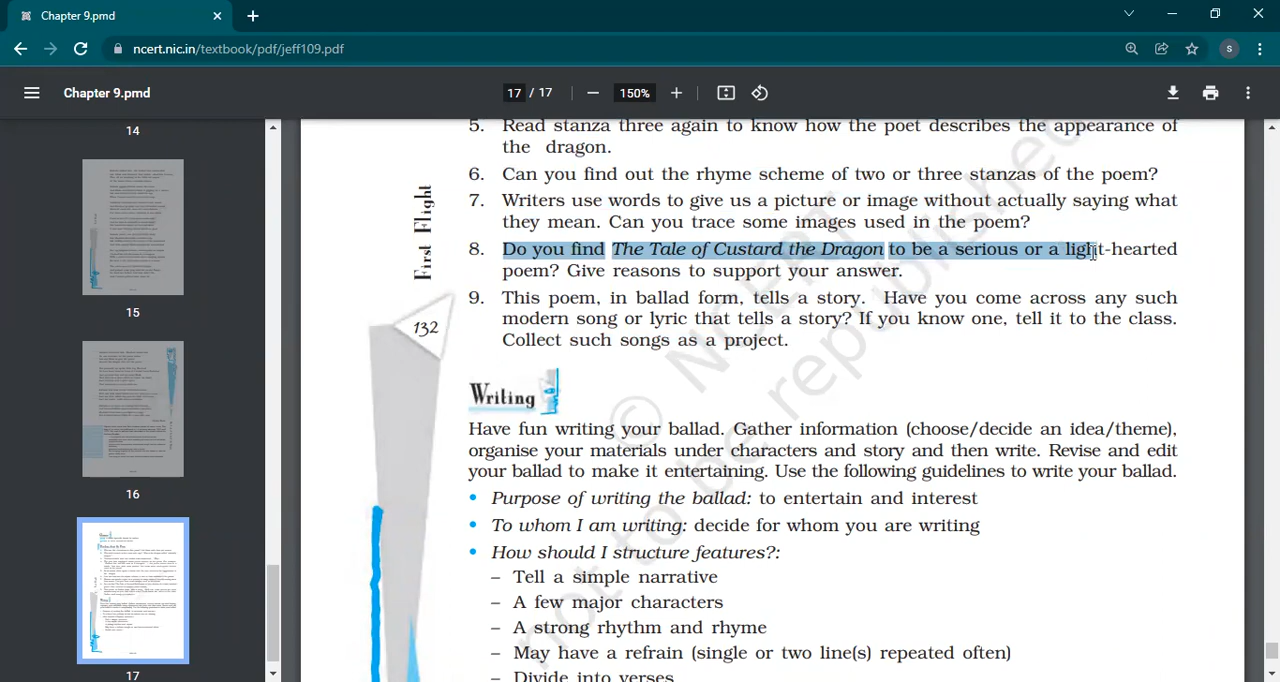 Chapter 9.pmd
ncert.nic.in/textbook/pdf/jeff109.pdf
S
Chapter 9.pmd
17 / 17
150%
14
15
16
17
First Flight
132
5. Read stanza three again to know how the poet describes the appearance of
the dragon.
6. Can you find out the rhyme scheme of two or three stanzas of the poem?
7. Writers use words to give us a picture or image without actually saying what
they mean. Can you trace some images used in the poem?
8. Do you find The Tale of Custard the Dragon to be a serious or a light-hearted
poem? Give reasons to support your answer.
9. This poem, in ballad form, tells a story. Have you come across any such
modern song or lyric that tells a story? If you know one, tell it to the class.
Collect such songs as a project.
Writing
Have fun writing your ballad. Gather information (choose/decide an idea/theme),
organise your materials under characters and story and then write. Revise and edit
your ballad to make it entertaining. Use the following guidelines to write your ballad.
• Purpose of writing the ballad: to entertain and interest
• To whom I am writing: decide for whom you are writing
• How should I structure features?:
– Tell a simple narrative
– A few major characters
– A strong rhythm and rhyme
– May have a refrain (single or two line(s) repeated often)
– Divide into verses